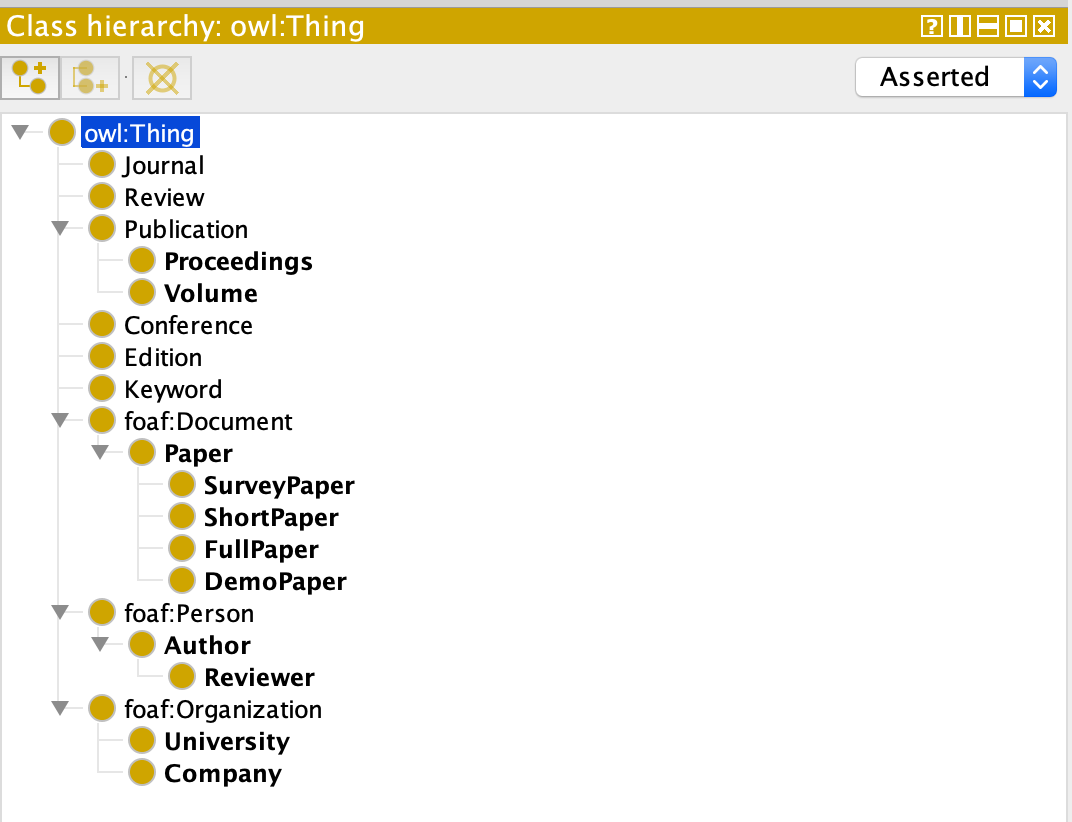 Class hierarchy: owl:Thing
Asserted
owl:Thing
Journal
Review
Publication
Proceedings
Volume
Conference
Edition
Keyword
foaf:Document
Paper
SurveyPaper
ShortPaper
FullPaper
DemoPaper
foaf:Person
Author
Reviewer
foaf:Organization
University
Company